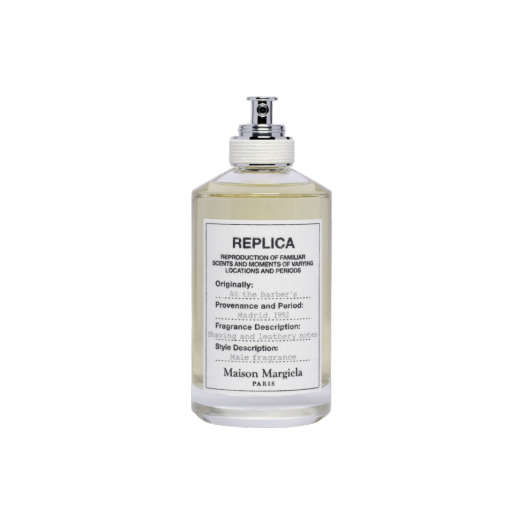 REPLICA
REPRODUCTION OF FAMILIAR
SCENTS AND MOMENTS OF VARYING
LOCATIONS AND PERIODS
Originally:
At the Barber's
Provenance and Period:
Madrid, 1992
Fragrance Description:
Shaving and leathery notes
Style Description:
Male fragrance
Maison Margiela
PARIS